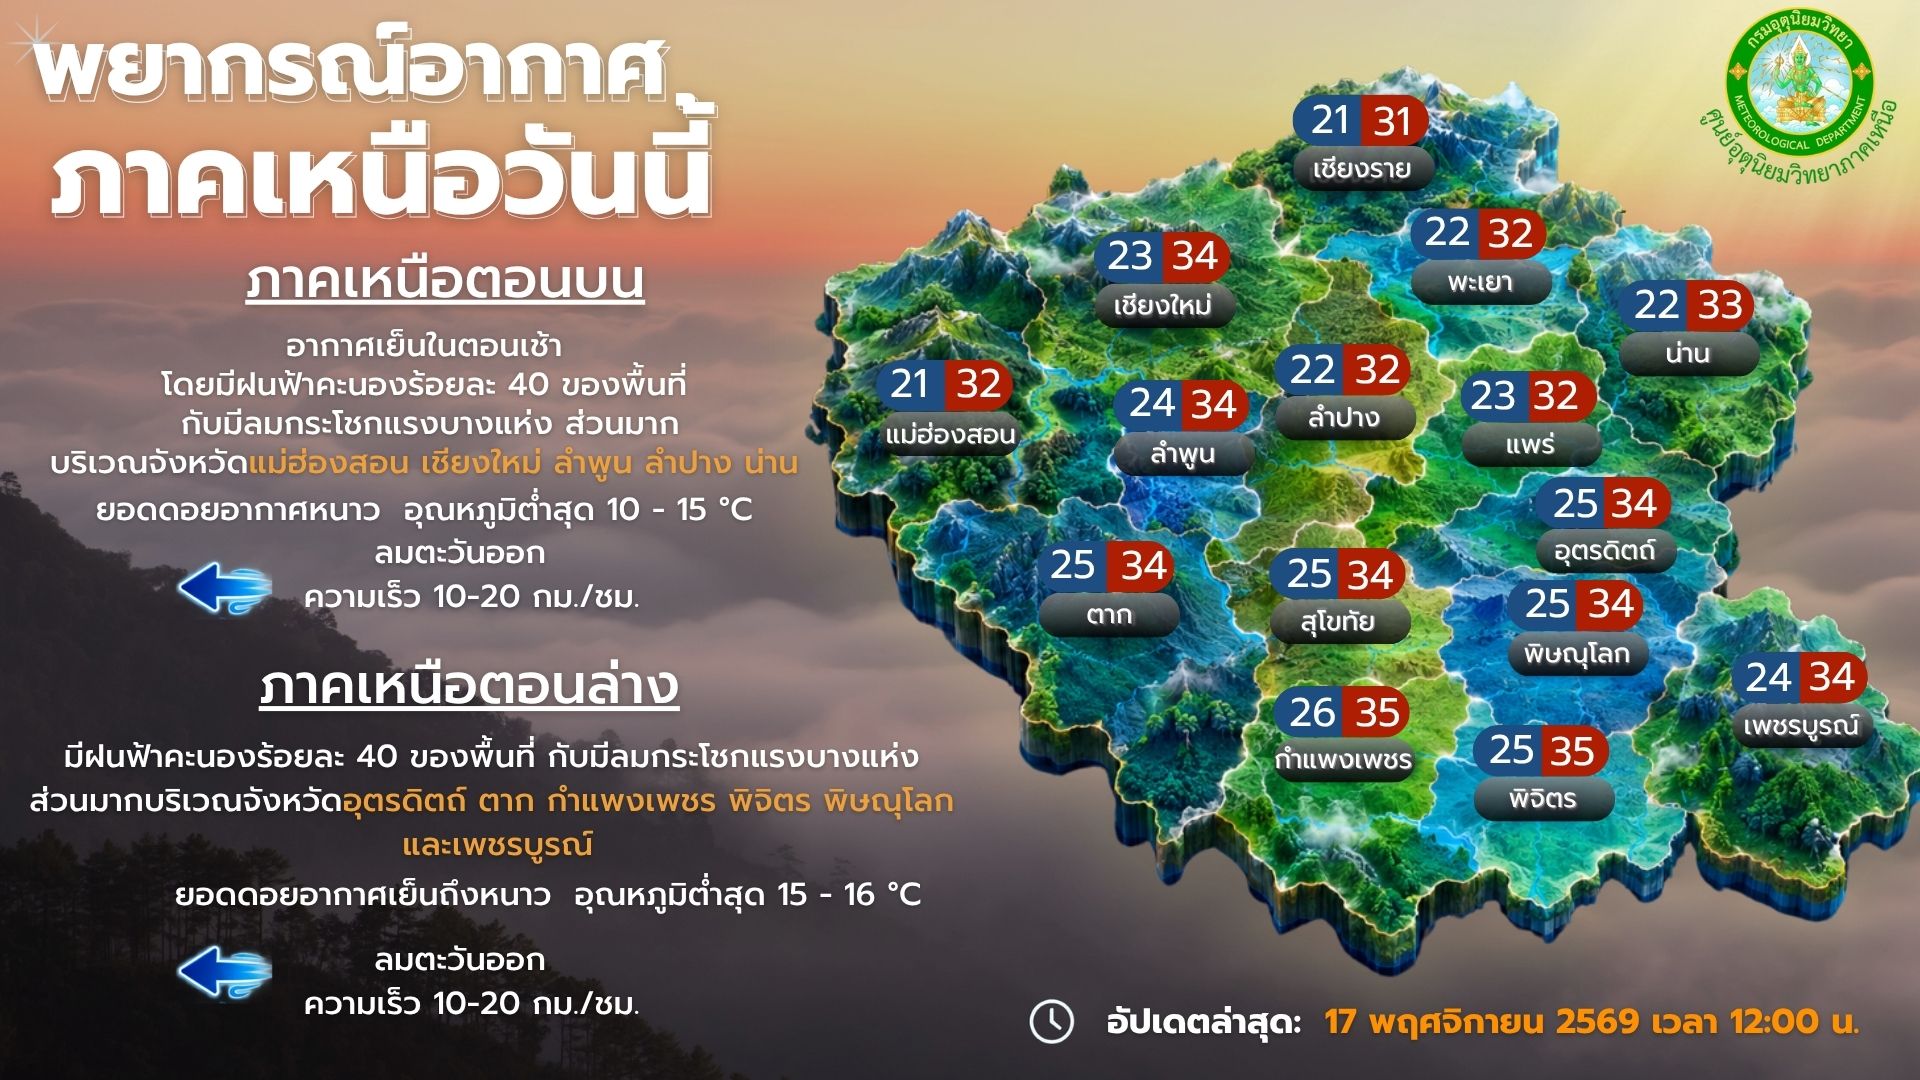 พยากรณ์อากาศ
ภาคเหนือวันนี้
ภาคเหนือตอนบน
อากาศเย็นในตอนเช้า
โดยมีฝนฟ้าคะนองร้อยละ 40 ของพื้นที่
กับมีลมกระโชกแรงบางแห่ง ส่วนมาก
บริเวณจังหวัดแม่ฮ่องสอน เชียงใหม่ ลำพูน ลำปาง น่าน
ยอดดอยอากาศหนาว อุณหภูมิต่ำสุด 10 - 15 °C
ลมตะวันออก
ความเร็ว 10-20 กม./ชม.
ภาคเหนือตอนล่าง
มีฝนฟ้าคะนองร้อยละ 40 ของพื้นที่ กับมีลมกระโชกแรงบางแห่ง
ส่วนมากบริเวณจังหวัดอุตรดิตถ์ ตาก กำแพงเพชร พิจิตร พิษณุโลก
และเพชรบูรณ์
ยอดดอยอากาศเย็นถึงหนาว อุณหภูมิต่ำสุด 15 - 16 °C
ลมตะวันออก
ความเร็ว 10-20 กม./ชม.
กรมอุตุนิยมวิทยา
METEOROLOGICAL DEPARTMENT
ศูนย์อุตุนิยมวิทยาภาคเหนือ
21 31
เชียงราย
22 32
พะเยา
23 34
เชียงใหม่
22 33
น่าน
21 32
แม่ฮ่องสอน
24 34
ลำพูน
22 32
ลำปาง
23 32
แพร่
25 34
อุตรดิตถ์
25 34
ตาก
25 34
สุโขทัย
25 34
พิษณุโลก
24 34
เพชรบูรณ์
26 35
กำแพงเพชร
25 35
พิจิตร
อัปเดตล่าสุด: 17 พฤศจิกายน 2569 เวลา 12:00 น.